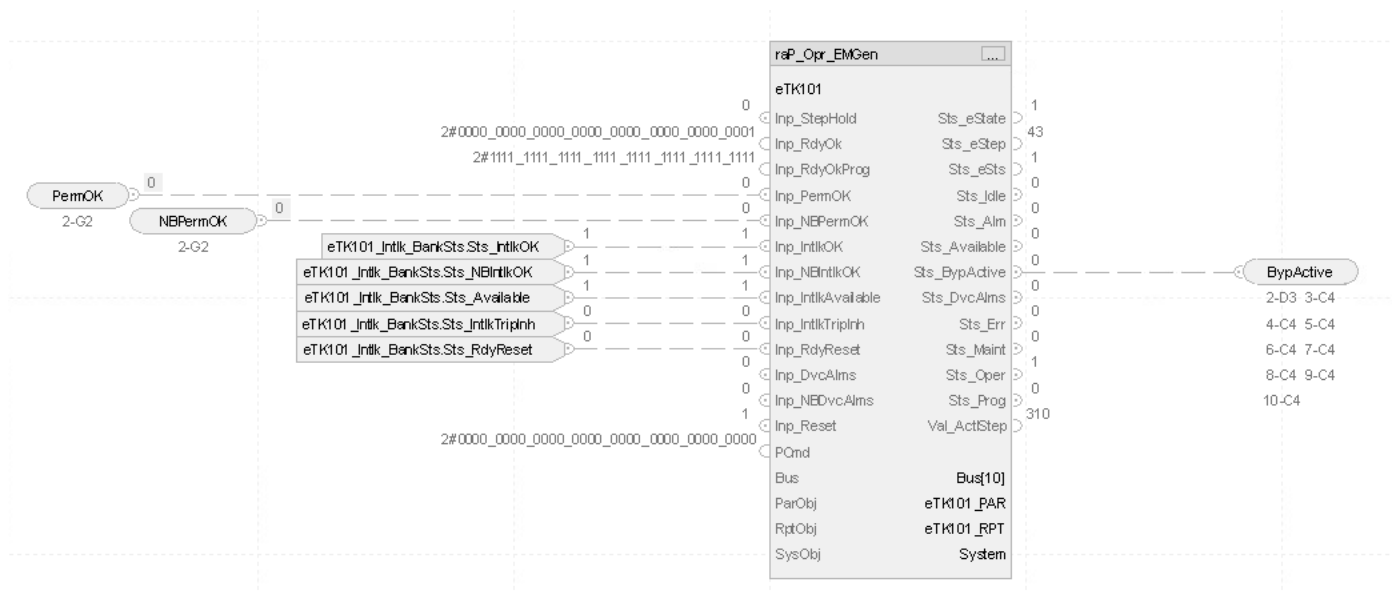 raP_Opr_EMGen ...
eTK101
0 Inp_StepHold Sts_eState 1
2#0000_0000_0000_0000_0000_0000_0000_0001 Inp_RdyOk Sts_eStep 43
2#1111_1111_1111_1111_1111_1111_1111_1111 Inp_RdyOkProg Sts_eSts 1
PermOK 0 0 Inp_PermOK Sts_Idle 0
2-G2
NBPermOK 0 0 Inp_NBPermOK Sts_Alm 0
2-G2
eTK101_Intlk_BankSts.Sts_IntlkOK 1 1 Inp_IntlkOK Sts_Available 0
eTK101_Intlk_BankSts.Sts_NBIntlkOK 1 1 Inp_NBIntlkOK Sts_BypActive 0 BypActive
eTK101_Intlk_BankSts.Sts_Available 1 1 Inp_IntlkAvailable Sts_DvcAlms 0 2-D3 3-C4
eTK101_Intlk_BankSts.Sts_IntlkTripInh 0 0 Inp_IntlkTripInh Sts_Err 0 4-C4 5-C4
eTK101_Intlk_BankSts.Sts_RdyReset 0 0 Inp_RdyReset Sts_Maint 0 6-C4 7-C4
0 Inp_DvcAlms Sts_Oper 1 8-C4 9-C4
0 Inp_NBDvcAlms Sts_Prog 0 10-C4
1 Inp_Reset Val_ActlStep 310
2#0000_0000_0000_0000_0000_0000_0000_0000 PCmd
Bus Bus[10]
ParObj eTK101_PAR
RptObj eTK101_RPT
SysObj System